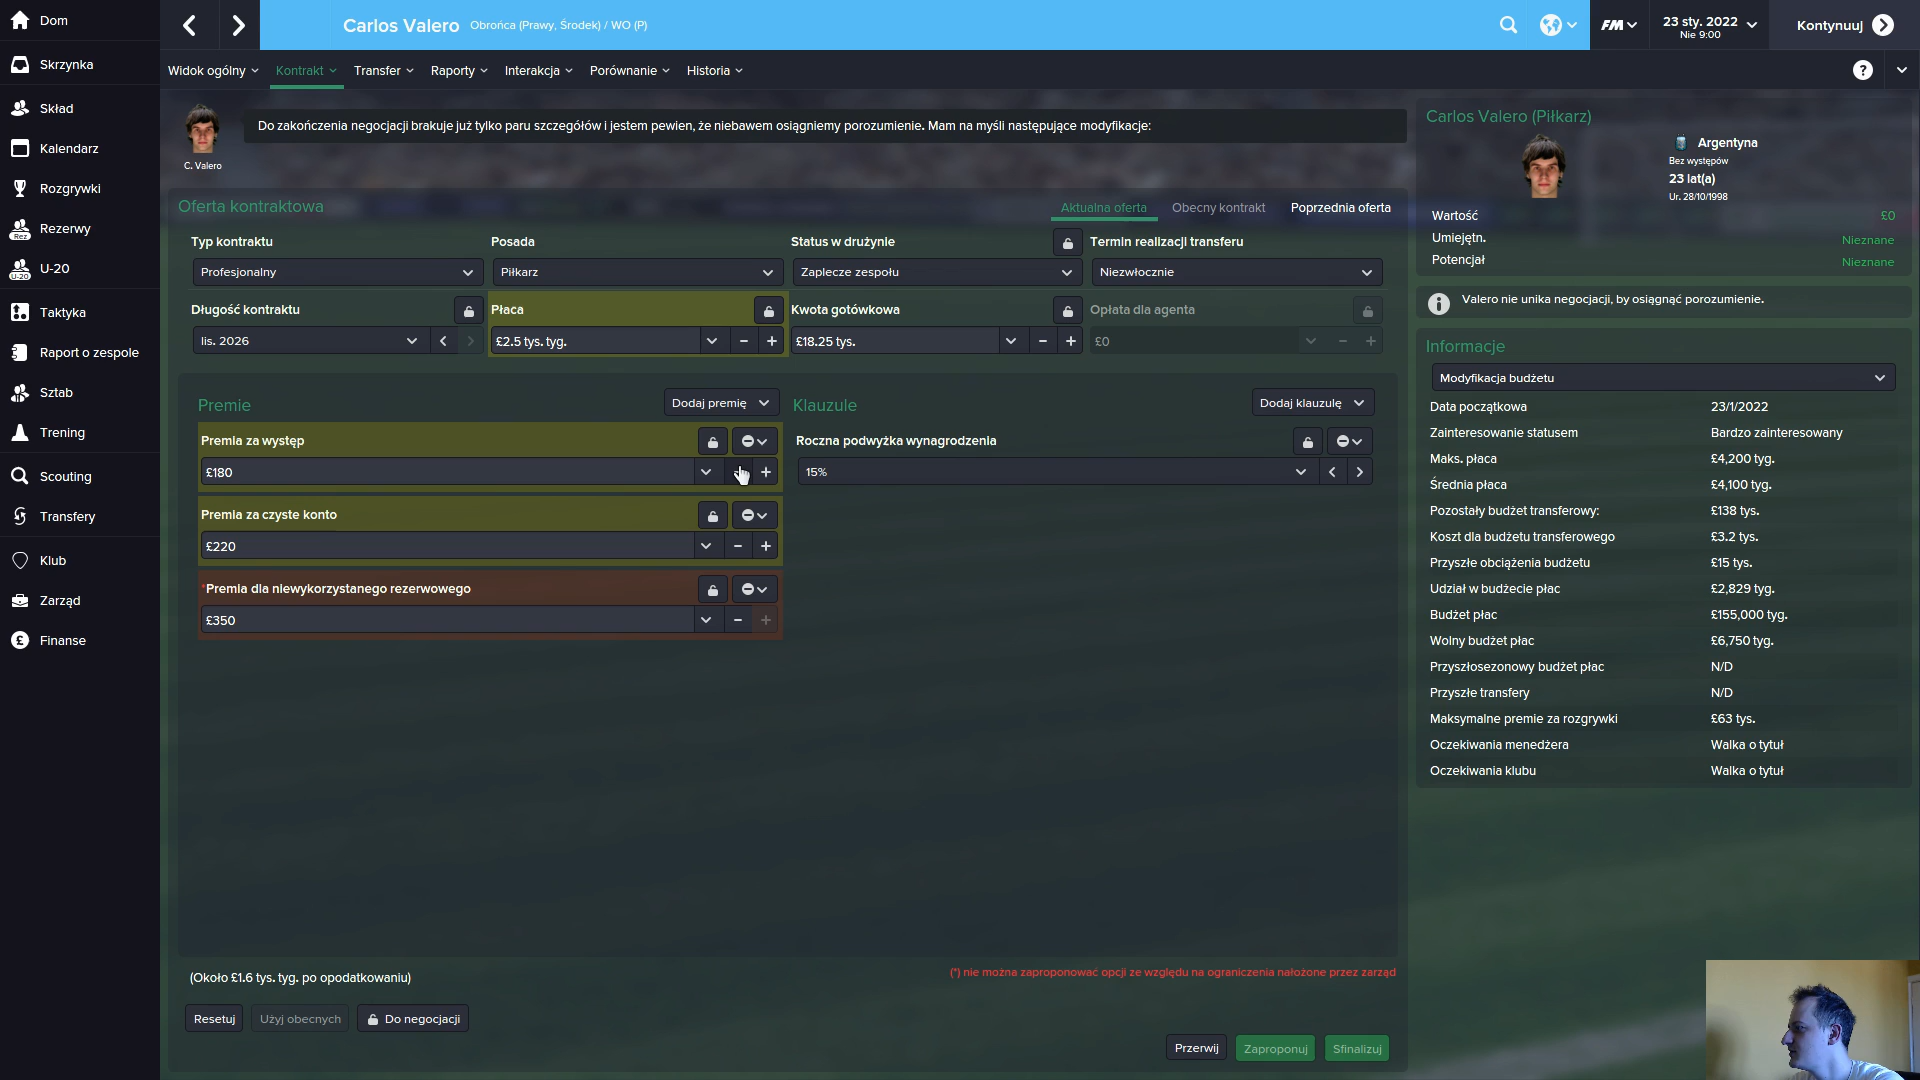 Dom
Skrzynka
Skład
Kalendarz
Rozgrywki
Rezerwy
Rez
U-20
U-20
Taktyka
Raport o zespole
Sztab
Trening
Scouting
Transfery
Klub
Zarząd
Finanse
Carlos Valero
Obrońca (Prawy, Środek) / WO (P)
FM
23 sty. 2022
Nie 9:00
Kontynuuj
Widok ogólny
Kontrakt
Transfer
Raporty
Interakcja
Porównanie
Historia
?
Do zakończenia negocjacji brakuje już tylko paru szczegółów i jestem pewien, że niebawem osiągniemy porozumienie. Mam na myśli następujące modyfikacje:
C. Valero
Oferta kontraktowa
Aktualna oferta
Obecny kontrakt
Poprzednia oferta
Typ kontraktu
Posada
Status w drużynie
Termin realizacji transferu
Profesjonalny
Piłkarz
Zaplecze zespołu
Niezwłocznie
Długość kontraktu
Płaca
Kwota gotówkowa
Opłata dla agenta
lis. 2026
£2.5 tys. tyg.
£18.25 tys.
£0
Premie
Dodaj premię
Klauzule
Dodaj klauzulę
Premia za występ
£180
Roczna podwyżka wynagrodzenia
15%
Premia za czyste konto
£220
*Premia dla niewykorzystanego rezerwowego
£350
(Około £1.6 tys. tyg. po opodatkowaniu)
(*) nie można zaproponować opcji ze względu na ograniczenia nałożone przez zarząd
Resetuj
Użyj obecnych
Do negocjacji
Przerwij
Zaproponuj
Sfinalizuj
Carlos Valero (Piłkarz)
Argentyna
Bez występów
23 lat(a)
Ur. 28/10/1998
Wartość £0
Umiejętn. Nieznane
Potencjał Nieznane
Valero nie unika negocjacji, by osiągnąć porozumienie.
Informacje
Modyfikacja budżetu
Data początkowa 23/1/2022
Zainteresowanie statusem Bardzo zainteresowany
Maks. płaca £4,200 tyg.
Średnia płaca £4,100 tyg.
Pozostały budżet transferowy: £138 tys.
Koszt dla budżetu transferowego £3.2 tys.
Przyszłe obciążenia budżetu £15 tys.
Udział w budżecie płac £2,829 tyg.
Budżet płac £155,000 tyg.
Wolny budżet płac £6,750 tyg.
Przyszłosezonowy budżet płac N/D
Przyszłe transfery N/D
Maksymalne premie za rozgrywki £63 tys.
Oczekiwania menedżera Walka o tytuł
Oczekiwania klubu Walka o tytuł